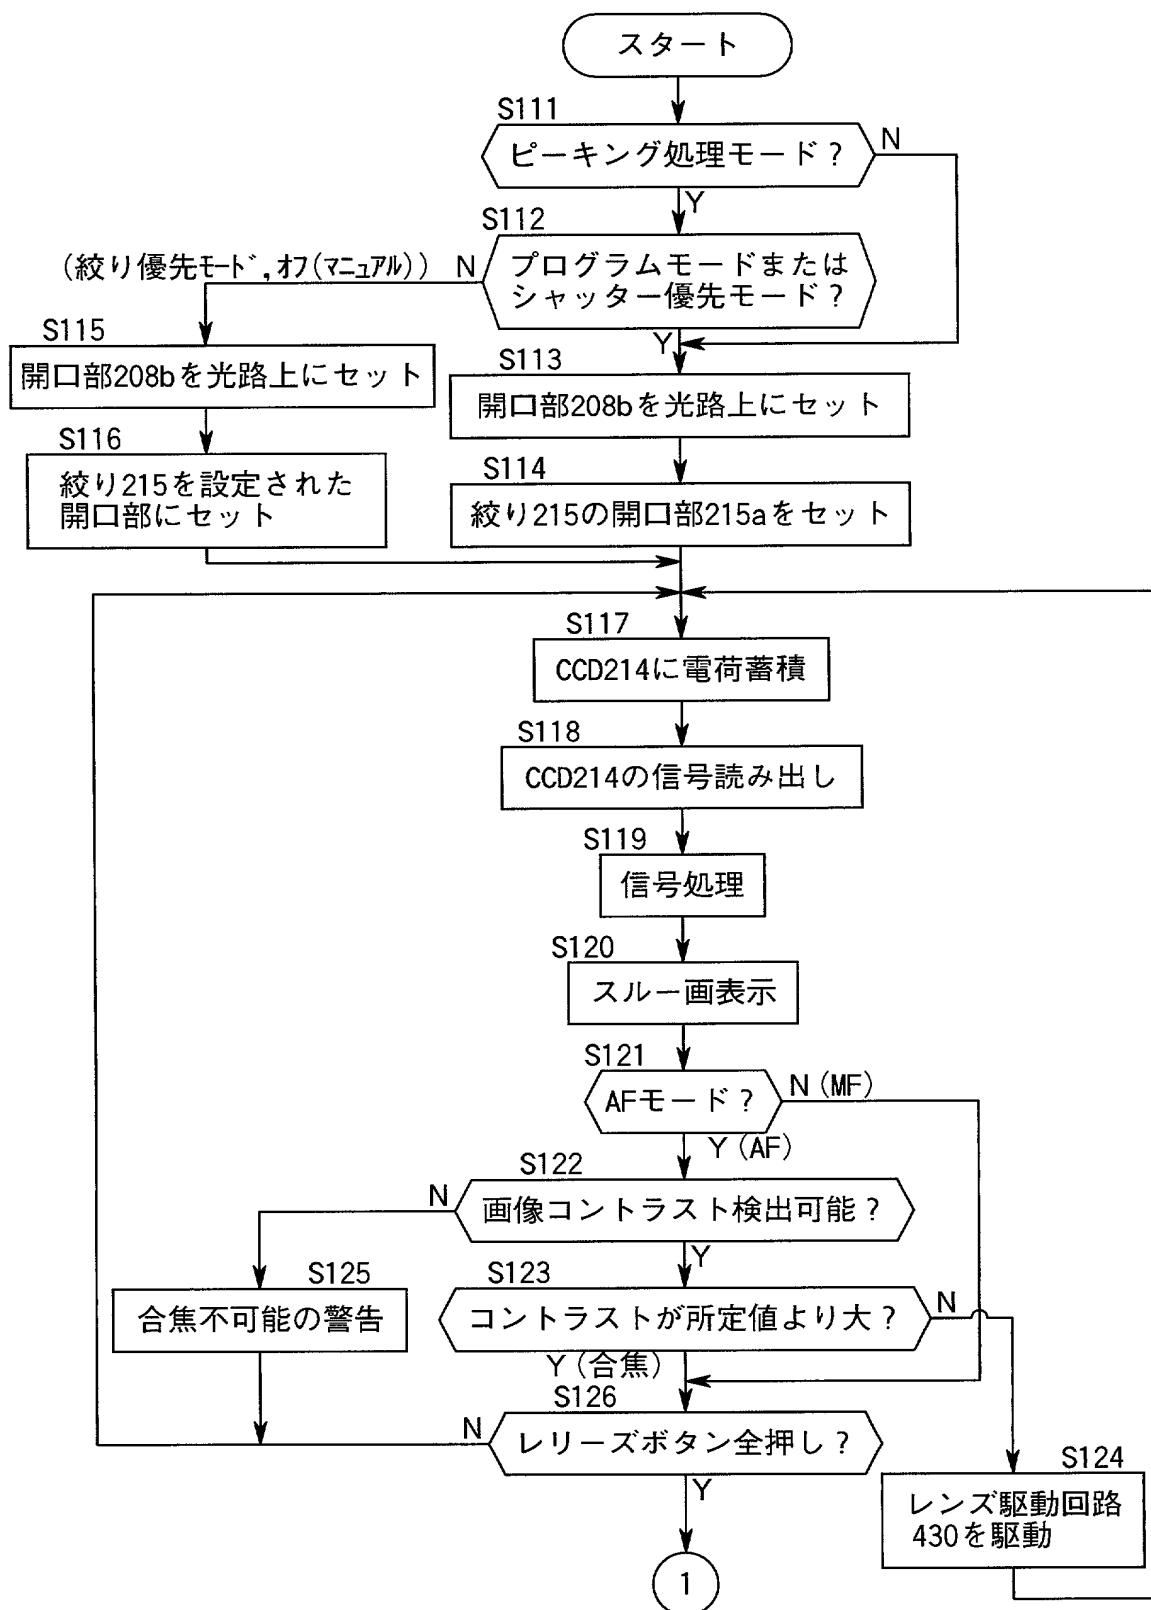 スタート
S111
ピーキング処理モード？
N
Y
S112
プログラムモードまたは
シャッター優先モード？
(絞り優先モード,オフ(マニュアル)) N
Y
S115
開口部208bを光路上にセット
S113
開口部208bを光路上にセット
S116
絞り215を設定された
開口部にセット
S114
絞り215の開口部215aをセット
S117
CCD214に電荷蓄積
S118
CCD214の信号読み出し
S119
信号処理
S120
スルー画表示
S121
AFモード？
N (MF)
Y (AF)
S122
画像コントラスト検出可能？
N
Y
S125
合焦不可能の警告
S123
コントラストが所定値より大？
N
Y (合焦)
S126
レリーズボタン全押し？
N
Y
S124
レンズ駆動回路
430を駆動
1